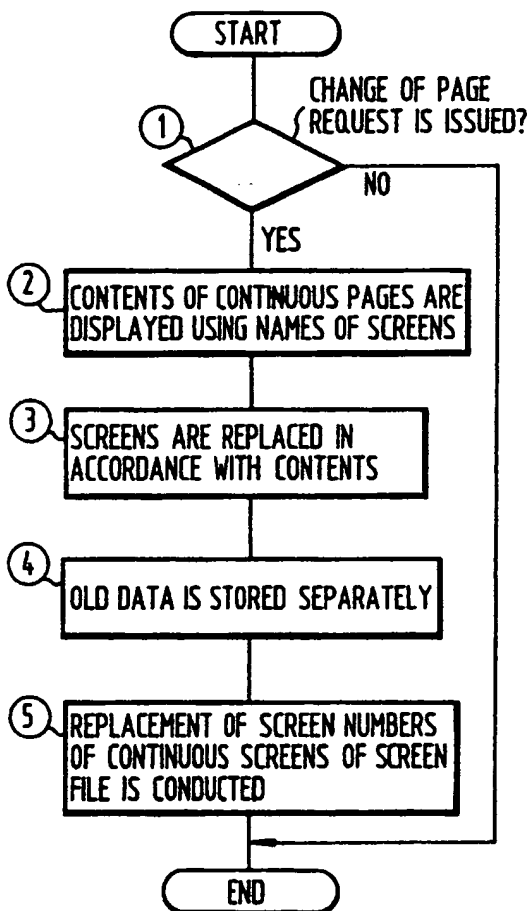 START
CHANGE OF PAGE
REQUEST IS ISSUED?
1
NO
YES
2
CONTENTS OF CONTINUOUS PAGES ARE
DISPLAYED USING NAMES OF SCREENS
3
SCREENS ARE REPLACED IN
ACCORDANCE WITH CONTENTS
4
OLD DATA IS STORED SEPARATELY
5
REPLACEMENT OF SCREEN NUMBERS
OF CONTINUOUS SCREENS OF SCREEN
FILE IS CONDUCTED
END